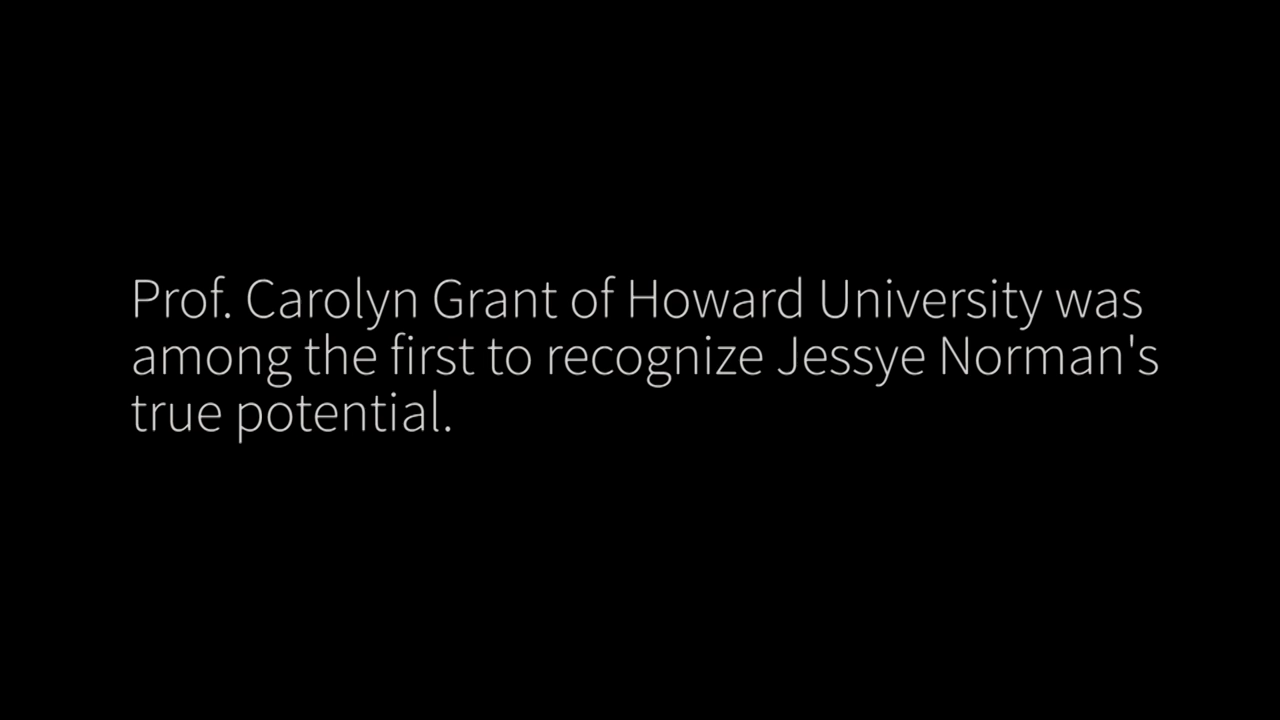 Prof. Carolyn Grant of Howard University was
among the first to recognize Jessye Norman's
true potential.